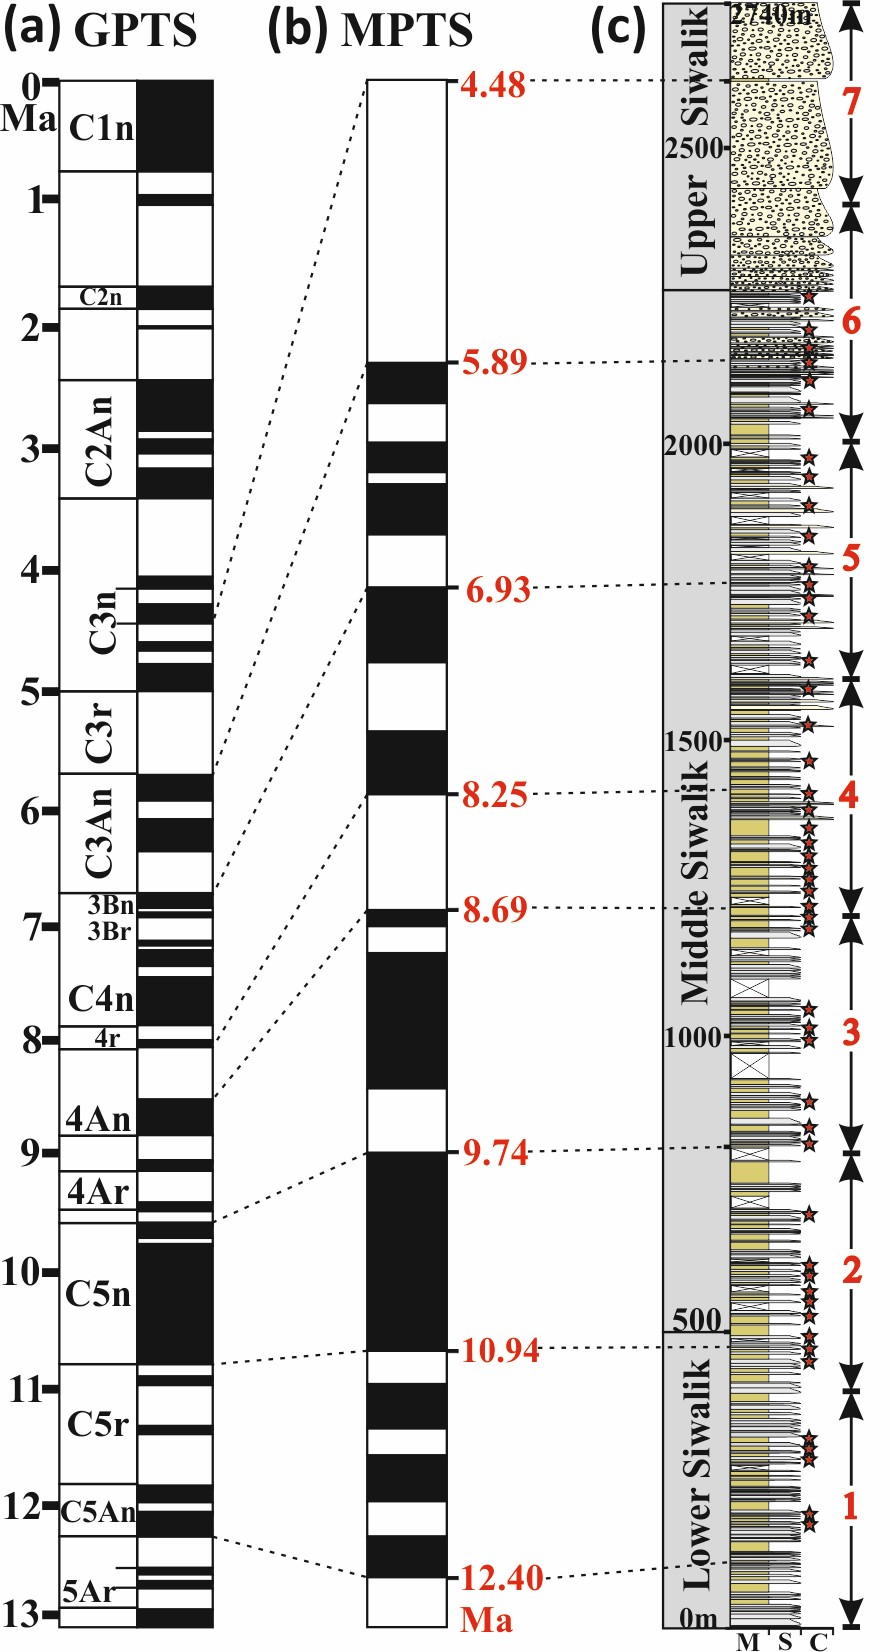 (a) GPTS
0
Ma
C1n
1
C2n
2
C2An
3
4
C3n
5
C3r
6
C3An
3Bn
7
3Br
C4n
8
4r
4An
9
4Ar
10
C5n
11
C5r
12
C5An
5Ar
13
(b) MPTS
4.48
5.89
6.93
8.25
8.69
9.74
10.94
12.40
Ma
(c)
2740m
Upper Siwalik
2500
2000
Middle Siwalik
1500
1000
500
Lower Siwalik
0m
M S C
7
6
5
4
3
2
1